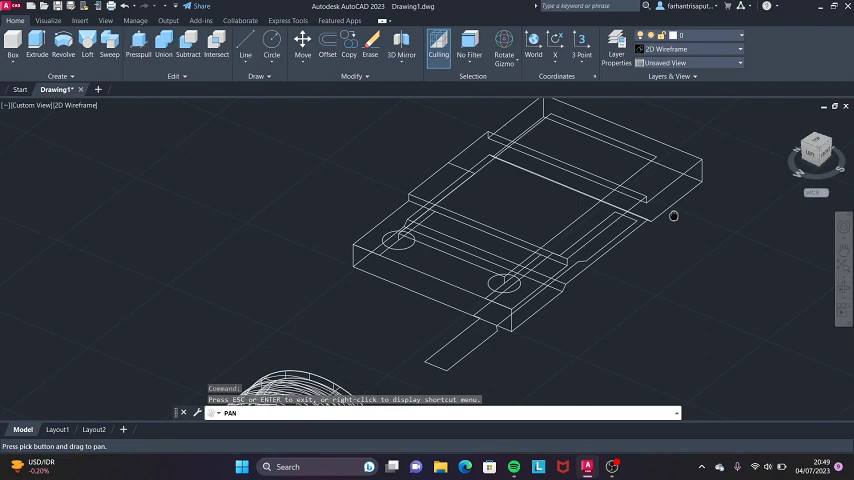 Autodesk AutoCAD 2023 Drawing1.dwg
Share
Type a keyword or phrase
farhantrisaput...
CAD
Home Visualize Insert View Manage Output Add-ins Collaborate Express Tools Featured Apps
Box Extrude Revolve Loft Sweep Presspull Union Subtract Intersect Line Circle Move Offset Copy Erase 3D Mirror Culling No Filter Rotate Gizmo World X 3 Point Layer Properties
0
2D Wireframe
Unsaved View
Create Edit Draw Modify Selection Coordinates Layers & View
Start Drawing1*
[−][Custom View][2D Wireframe]
TOP
LEFT
FRONT
W
S
WCS
Command:
Press ESC or ENTER to exit, or right-click to display shortcut menu.
PAN
Model Layout1 Layout2
Press pick button and drag to pan.
USD/IDR
-0,20%
Search
20:49
04/07/2023